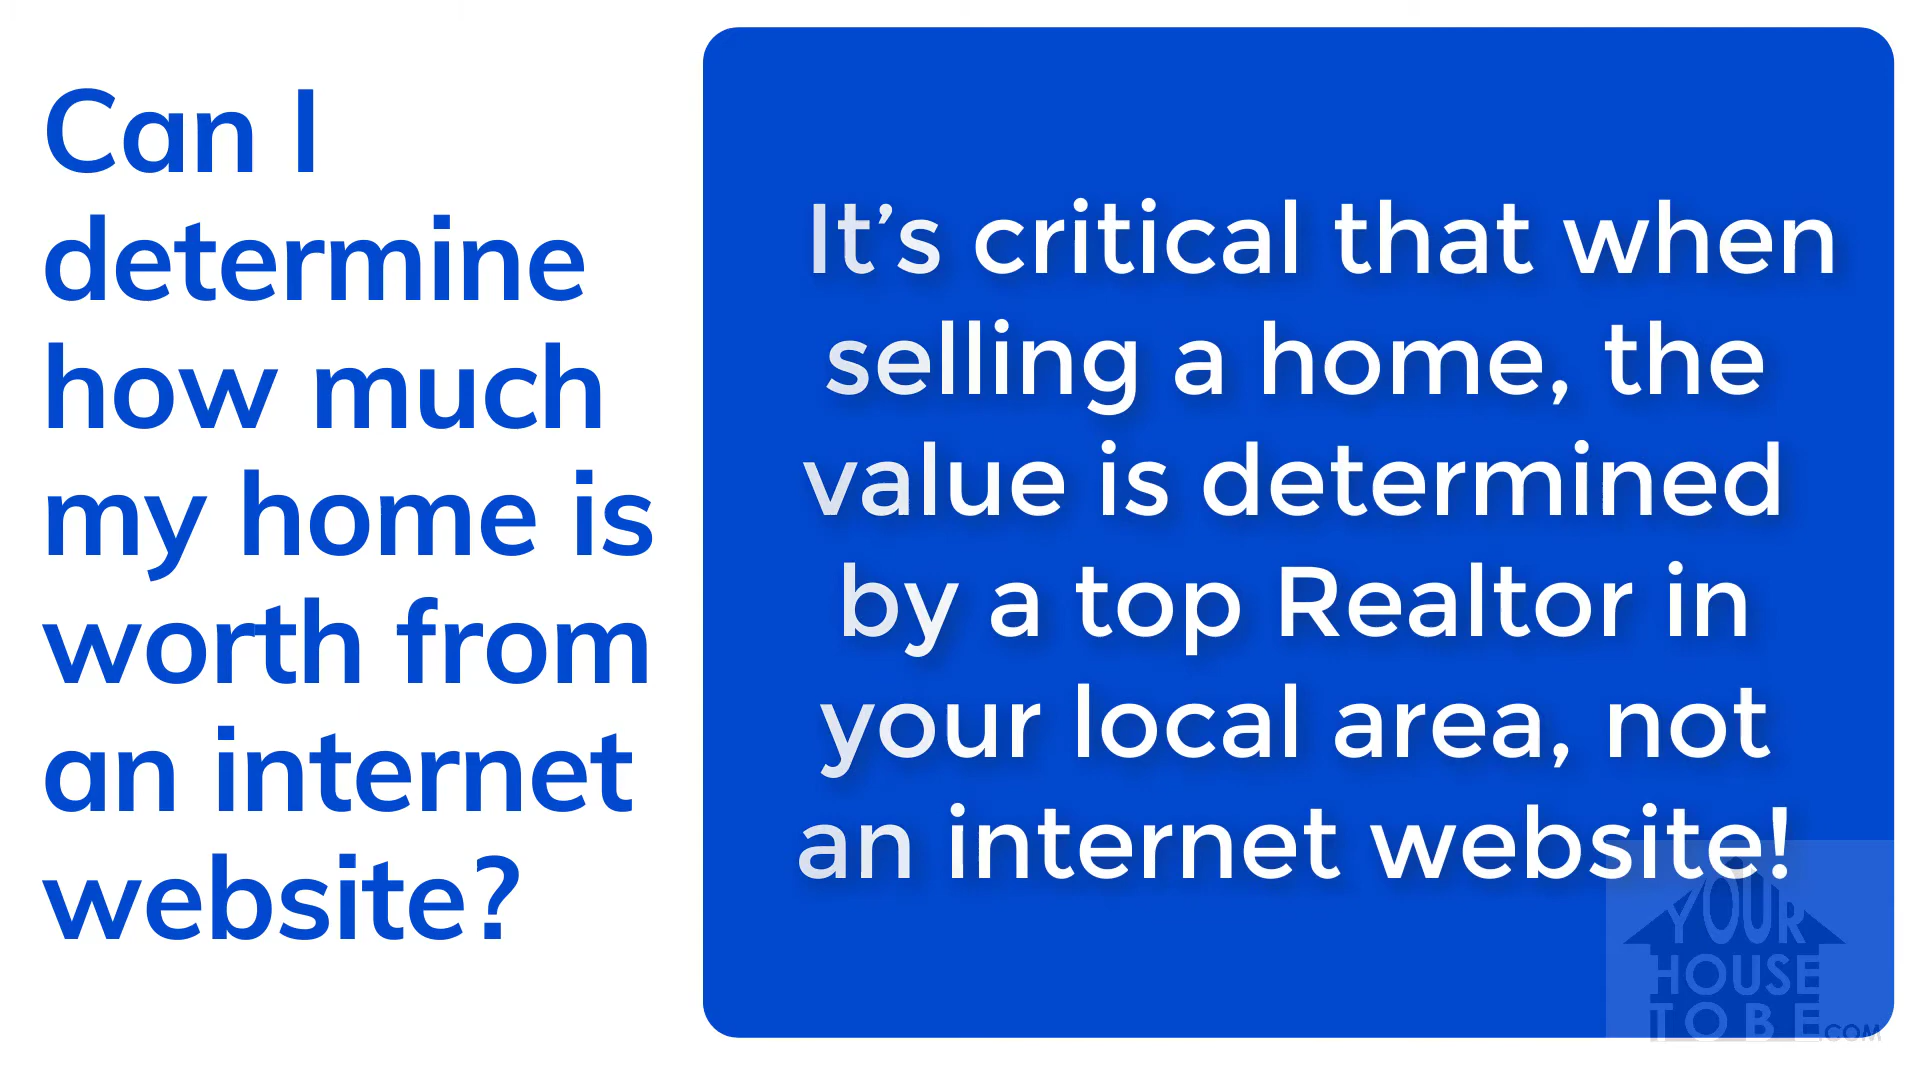 Can I
determine
how much
my home is
worth from
an internet
website?
It’s critical that when
selling a home, the
value is determined
by a top Realtor in
your local area, not
an internet website!
YOUR
HOUSE
TO BE.COM